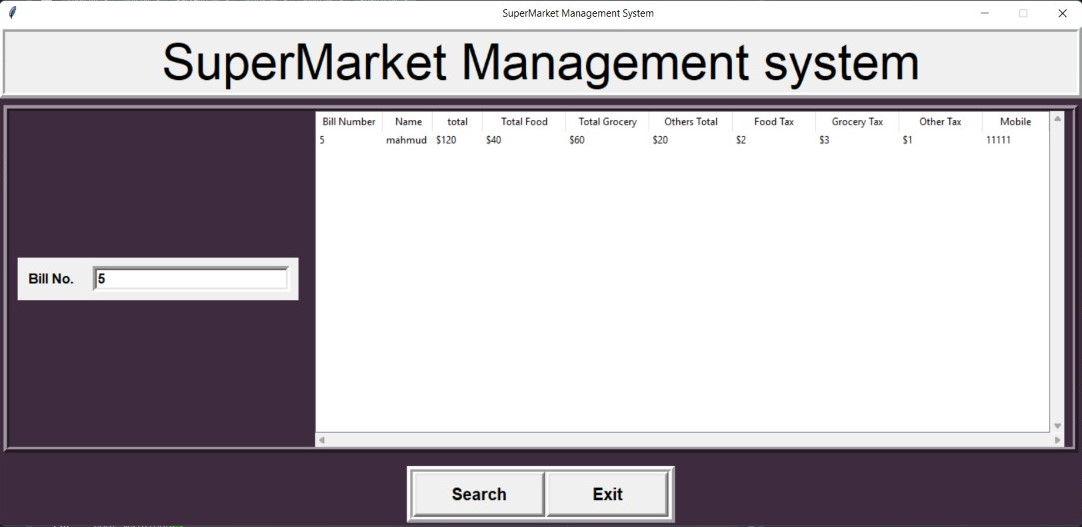 SuperMarket Management System
SuperMarket Management system
Bill Number Name total Total Food Total Grocery Others Total Food Tax Grocery Tax Other Tax Mobile
5 mahmud $120 $40 $60 $20 $2 $3 $1 11111
Bill No. 5
Search Exit